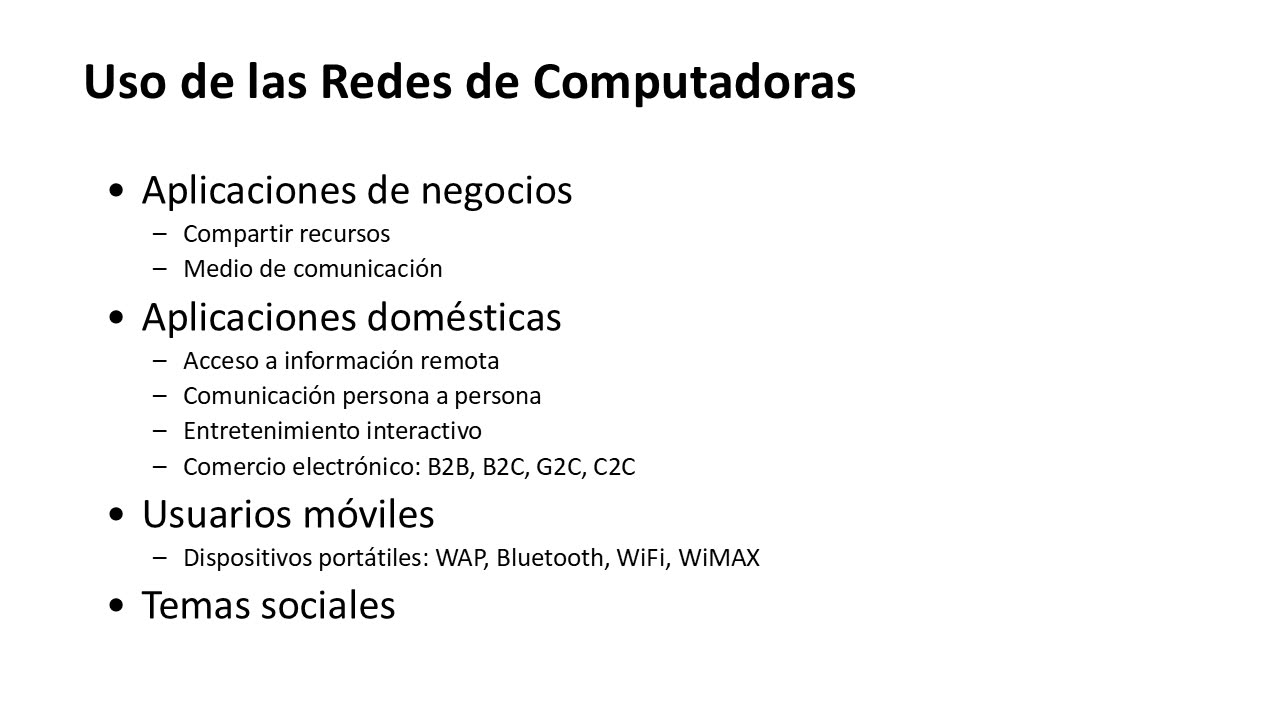 Uso de las Redes de Computadoras
• Aplicaciones de negocios
– Compartir recursos
– Medio de comunicación
• Aplicaciones domésticas
– Acceso a información remota
– Comunicación persona a persona
– Entretenimiento interactivo
– Comercio electrónico: B2B, B2C, G2C, C2C
• Usuarios móviles
– Dispositivos portátiles: WAP, Bluetooth, WiFi, WiMAX
• Temas sociales